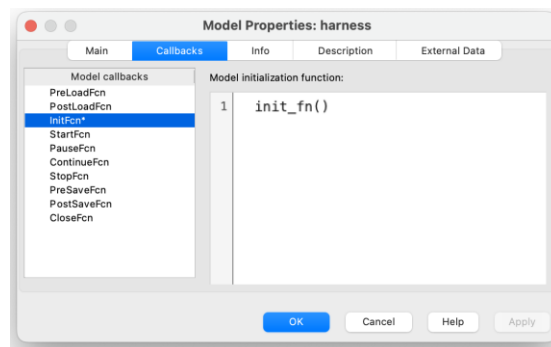 Model Properties: harness
Main Callbacks Info Description External Data
Model callbacks
PreLoadFcn
PostLoadFcn
InitFcn*
StartFcn
PauseFcn
ContinueFcn
StopFcn
PreSaveFcn
PostSaveFcn
CloseFcn
Model initialization function:
1 init_fn()
OK Cancel Help Apply